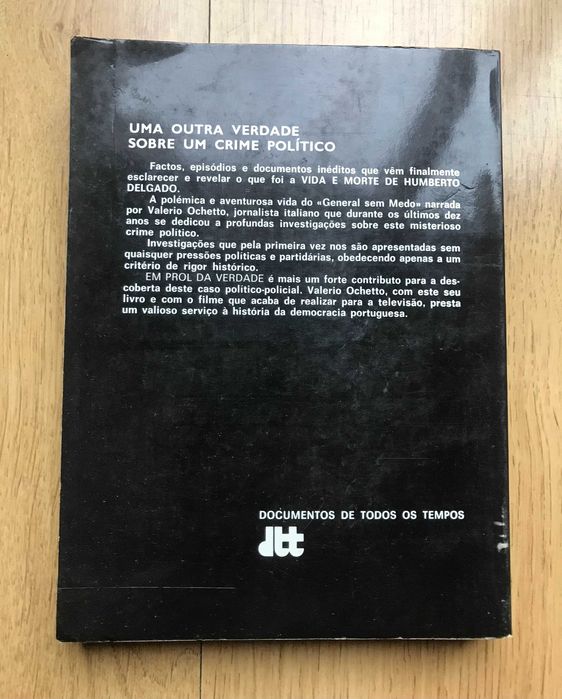 UMA OUTRA VERDADE
SOBRE UM CRIME POLÍTICO
Factos, episódios e documentos inéditos que vêm finalmente
esclarecer e revelar o que foi a VIDA E MORTE DE HUMBERTO
DELGADO.
A polémica e aventurosa vida do «General sem Medo» narrada
por Valerio Ochetto, jornalista italiano que durante os últimos dez
anos se dedicou a profundas investigações sobre este misterioso
crime político.
Investigações que pela primeira vez nos são apresentadas sem
quaisquer pressões políticas e partidárias, obedecendo apenas a um
critério de rigor histórico.
EM PROL DA VERDADE é mais um forte contributo para a des-
coberta deste caso político-policial. Valerio Ochetto, com este seu
livro e com o filme que acaba de realizar para a televisão, presta
um valioso serviço à história da democracia portuguesa.
DOCUMENTOS DE TODOS OS TEMPOS
dtt